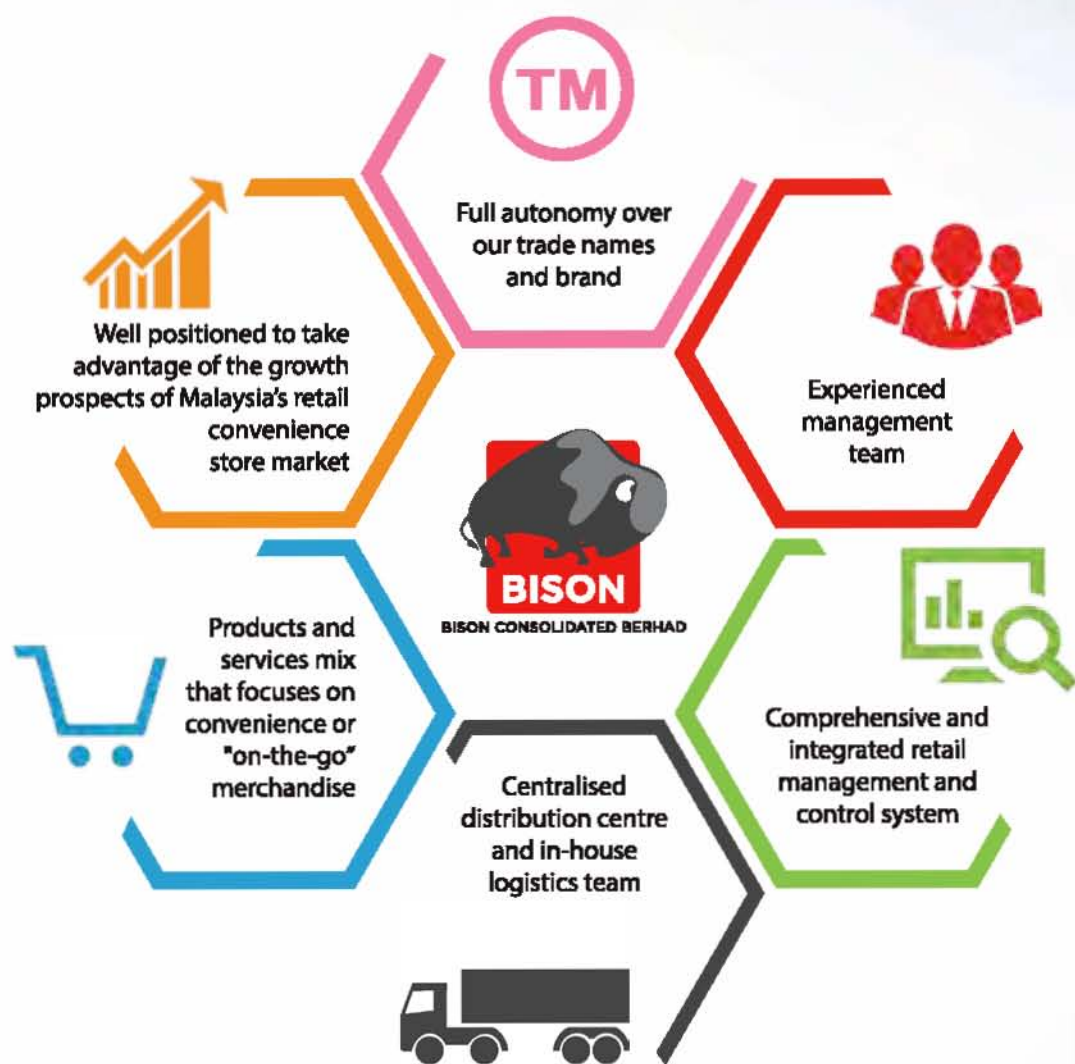 TM
Full autonomy over
our trade names
and brand
Experienced
management
team
Comprehensive and
integrated retail
management and
control system
Centralised
distribution centre
and in-house
logistics team
Products and
services mix
that focuses on
convenience or
"on-the-go"
merchandise
Well positioned to take
advantage of the growth
prospects of Malaysia's retail
convenience
store market
BISON
BISON CONSOLIDATED BERHAD